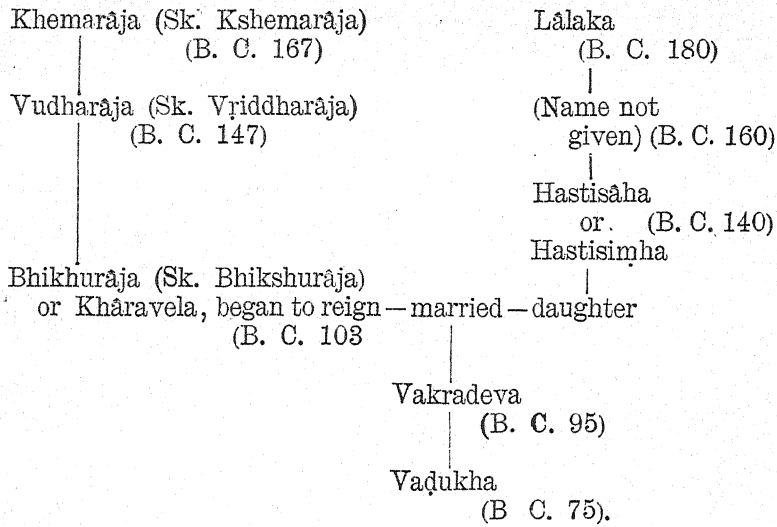 Khemarâja (Sk. Kshemarâja) Lâlaka
(B. C. 167) (B. C. 180)
Vudharâja (Sk. Vṛiddharâja) (Name not
(B. C. 147) given) (B. C. 160)
Hastisâha
or (B. C. 140)
Hastisiṃha
Bhikhurâja (Sk. Bhikshurâja)
or Khâravela, began to reign — married — daughter
(B. C. 103
Vakradeva
(B. C. 95)
Vaḍukha
(B C. 75).